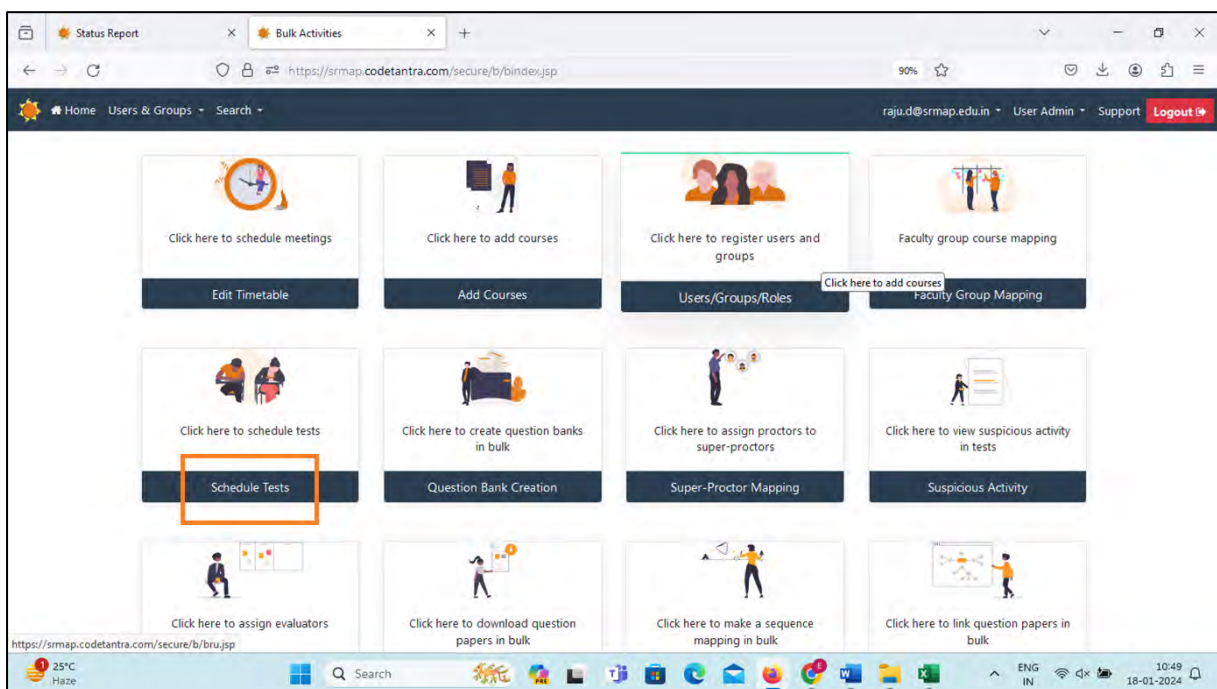 Status Report
Bulk Activities
https://srmap.codetantra.com/secure/b/bindex.jsp
90%
Home Users & Groups Search
raju.d@srmap.edu.in User Admin Support Logout
Click here to schedule meetings
Edit Timetable
Click here to add courses
Add Courses
Click here to register users and
groups
Users/Groups/Roles
Faculty group course mapping
Faculty Group Mapping
Click here to add courses
Click here to schedule tests
Schedule Tests
Click here to create question banks
in bulk
Question Bank Creation
Click here to assign proctors to
super-proctors
Super-Proctor Mapping
Click here to view suspicious activity
in tests
Suspicious Activity
Click here to assign evaluators
Click here to download question
papers in bulk
Click here to make a sequence
mapping in bulk
Click here to link question papers in
bulk
https://srmap.codetantra.com/secure/b/bru.jsp
1
25°C
Haze
Search
PRE
ENG
IN
10:49
18-01-2024